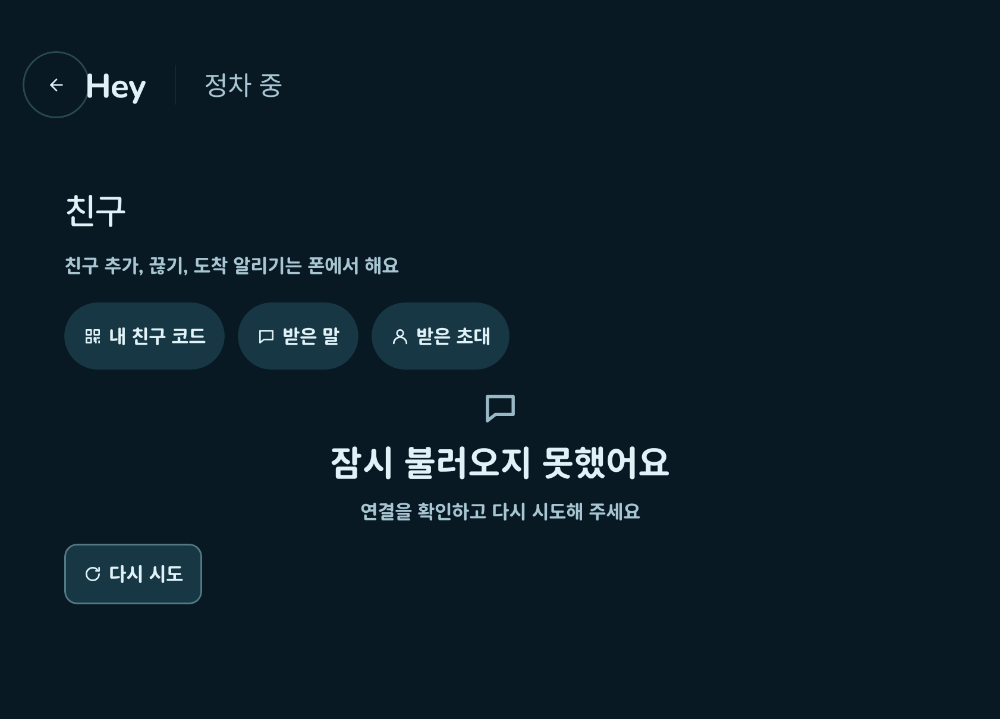 Hey 정차 중
친구
친구 추가, 끊기, 도착 알리기는 폰에서 해요
내 친구 코드 받은 말 받은 초대
잠시 불러오지 못했어요
연결을 확인하고 다시 시도해 주세요
다시 시도